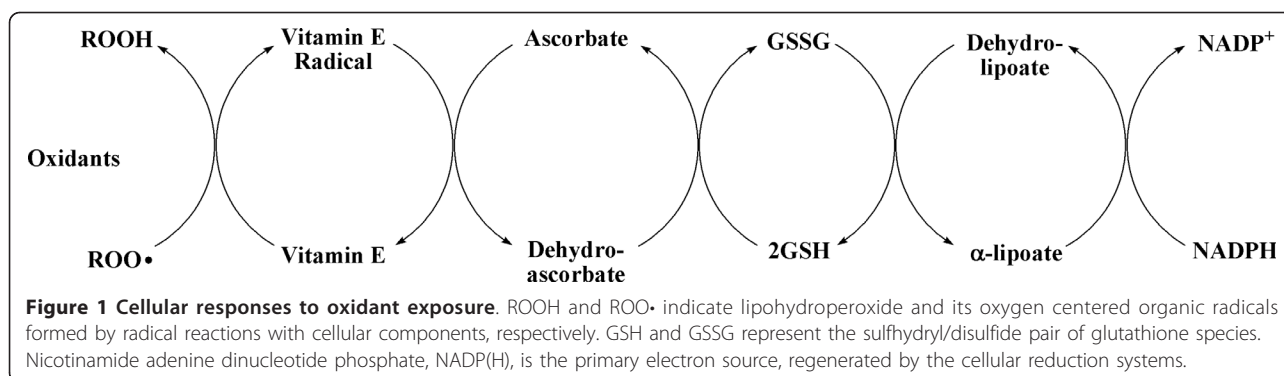 ROOH
Vitamin E
Radical
Ascorbate
GSSG
Dehydro-
lipoate
NADP+
Oxidants
ROO•
Vitamin E
Dehydro-
ascorbate
2GSH
α-lipoate
NADPH
Figure 1 Cellular responses to oxidant exposure. ROOH and ROO• indicate lipohydroperoxide and its oxygen centered organic radicals
formed by radical reactions with cellular components, respectively. GSH and GSSG represent the sulfhydryl/disulfide pair of glutathione species.
Nicotinamide adenine dinucleotide phosphate, NADP(H), is the primary electron source, regenerated by the cellular reduction systems.